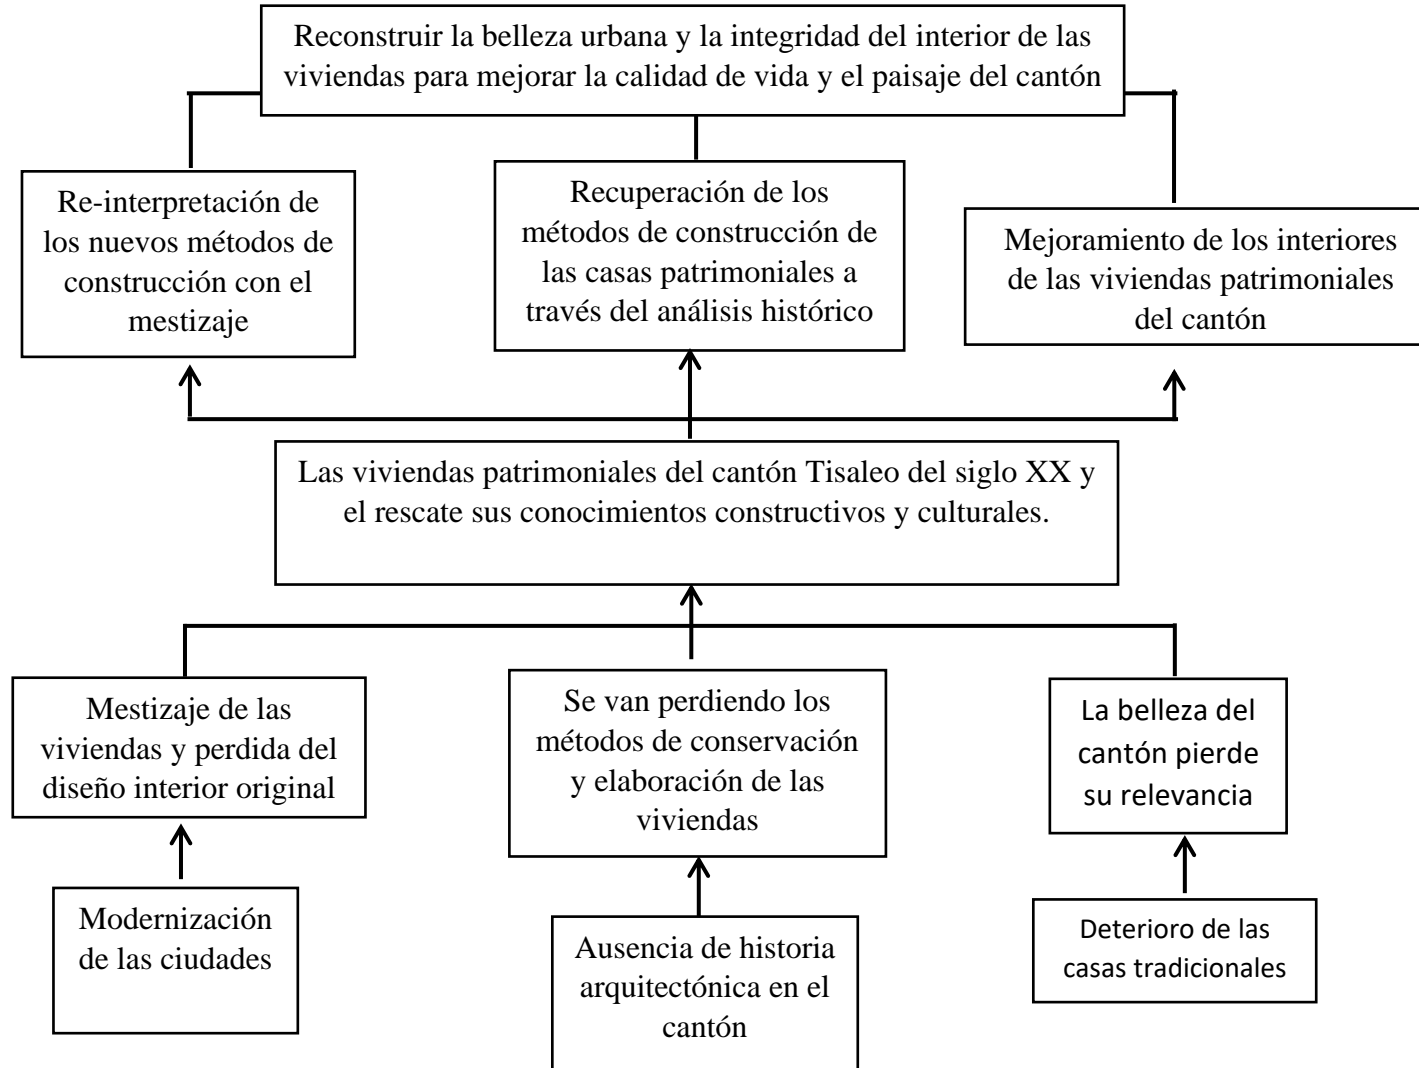 Reconstruir la belleza urbana y la integridad del interior de las
viviendas para mejorar la calidad de vida y el paisaje del cantón
Re-interpretación de
los nuevos métodos de
construcción con el
mestizaje
Recuperación de los
métodos de construcción de
las casas patrimoniales a
través del análisis histórico
Mejoramiento de los interiores
de las viviendas patrimoniales
del cantón
Las viviendas patrimoniales del cantón Tisaleo del siglo XX y
el rescate sus conocimientos constructivos y culturales.
Mestizaje de las
viviendas y perdida del
diseño interior original
Se van perdiendo los
métodos de conservación
y elaboración de las
viviendas
La belleza del
cantón pierde
su relevancia
Modernización
de las ciudades
Ausencia de historia
arquitectónica en el
cantón
Deterioro de las
casas tradicionales